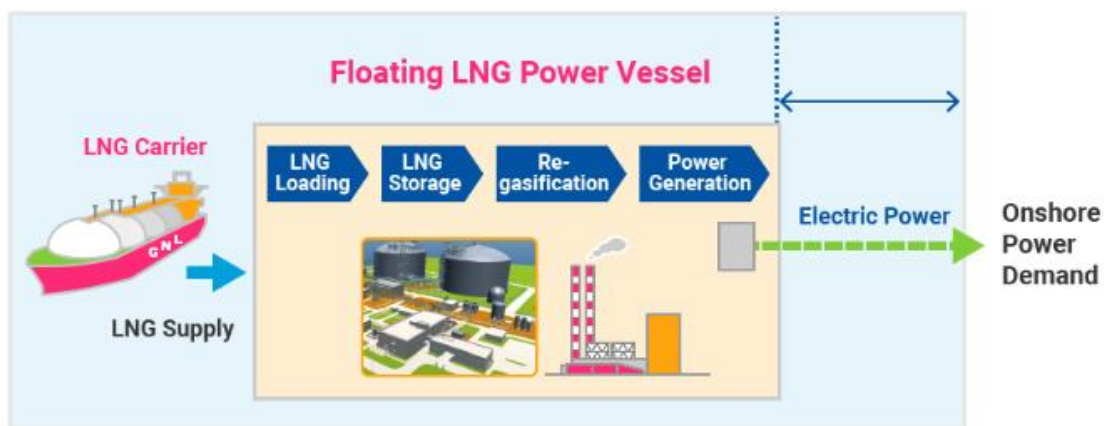 Floating LNG Power Vessel
LNG Carrier
GNL
LNG Supply
LNG
Loading
LNG
Storage
Re-
gasification
Power
Generation
Electric Power
Onshore
Power
Demand